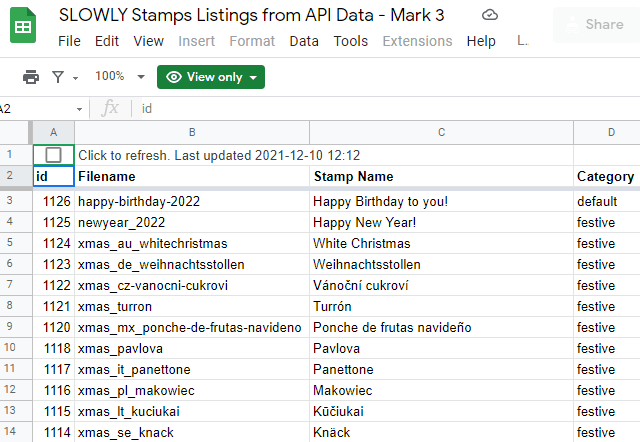 SLOWLY Stamps Listings from API Data - Mark 3
File Edit View Insert Format Data Tools Extensions Help L..
Share
100% View only
A2 fx id
A B C D
1 Click to refresh. Last updated 2021-12-10 12:12
2 id Filename Stamp Name Category
3 1126 happy-birthday-2022 Happy Birthday to you! default
4 1125 newyear_2022 Happy New Year! festive
5 1124 xmas_au_whitechristmas White Christmas festive
6 1123 xmas_de_weihnachtsstollen Weihnachtsstollen festive
7 1122 xmas_cz-vanocni-cukrovi Vánoční cukroví festive
8 1121 xmas_turron Turrón festive
9 1120 xmas_mx_ponche-de-frutas-navideno Ponche de frutas navideño festive
10 1118 xmas_pavlova Pavlova festive
11 1117 xmas_it_panettone Panettone festive
12 1116 xmas_pl_makowiec Makowiec festive
13 1115 xmas_lt_kuciukai Kūčiukai festive
14 1114 xmas_se_knack Knäck festive